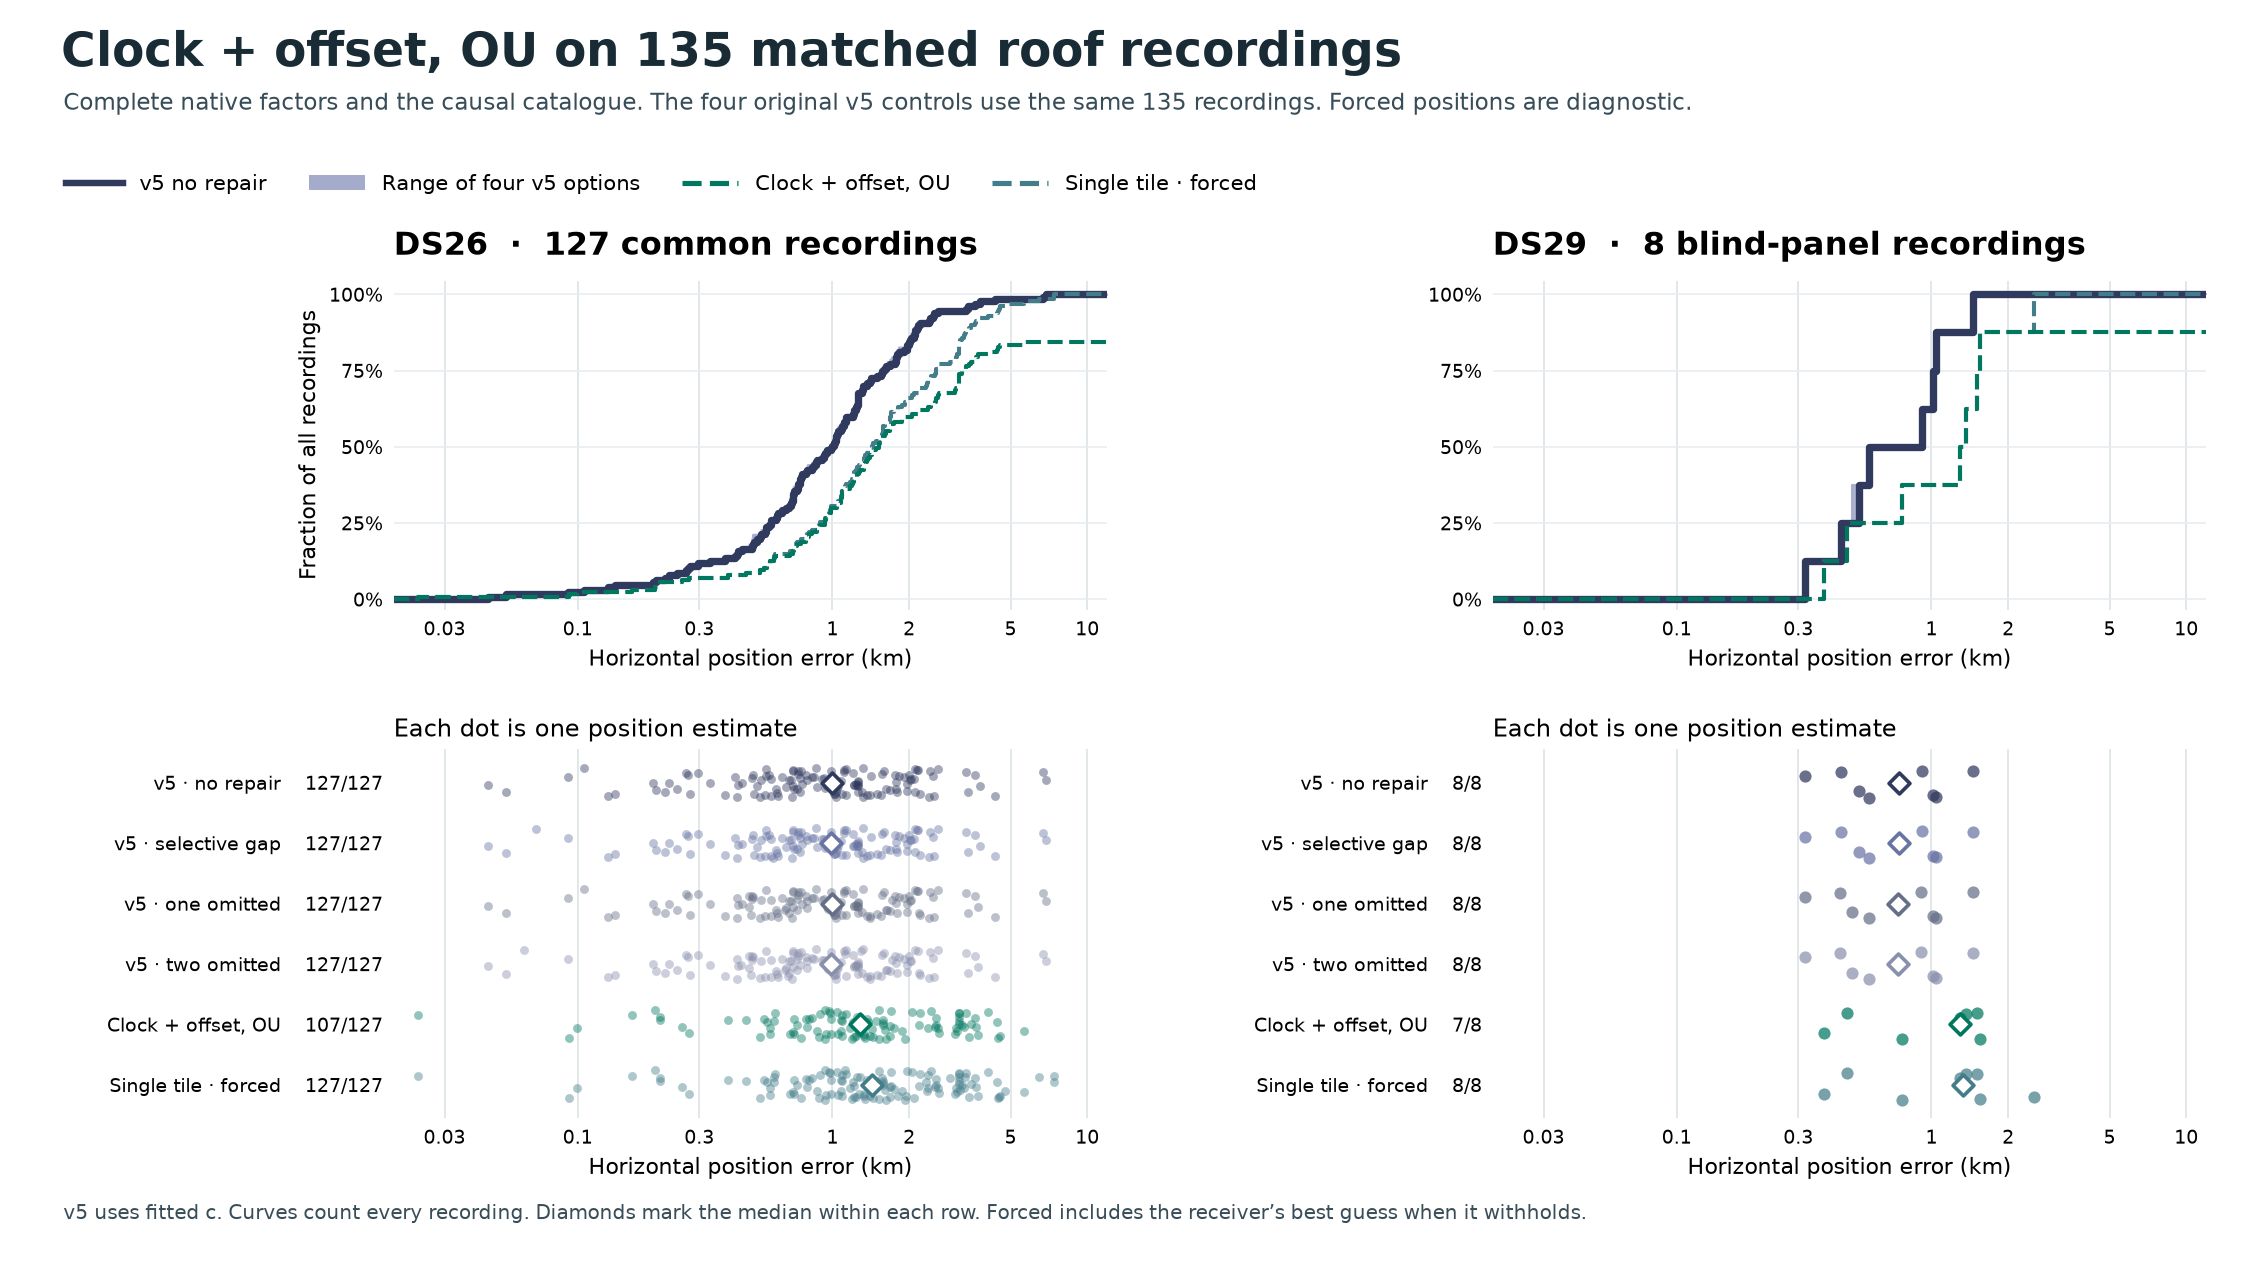 Clock + offset, OU on 135 matched roof recordings
Complete native factors and the causal catalogue. The four original v5 controls use the same 135 recordings. Forced positions are diagnostic.
v5 no repair
Range of four v5 options
Clock + offset, OU
Single tile · forced
DS26 · 127 common recordings
Fraction of all recordings
100%
75%
50%
25%
0%
0.03 0.1 0.3 1 2 5 10
Horizontal position error (km)
DS29 · 8 blind-panel recordings
100%
75%
50%
25%
0%
0.03 0.1 0.3 1 2 5 10
Horizontal position error (km)
Each dot is one position estimate
v5 · no repair 127/127
v5 · selective gap 127/127
v5 · one omitted 127/127
v5 · two omitted 127/127
Clock + offset, OU 107/127
Single tile · forced 127/127
0.03 0.1 0.3 1 2 5 10
Horizontal position error (km)
Each dot is one position estimate
v5 · no repair 8/8
v5 · selective gap 8/8
v5 · one omitted 8/8
v5 · two omitted 8/8
Clock + offset, OU 7/8
Single tile · forced 8/8
0.03 0.1 0.3 1 2 5 10
Horizontal position error (km)
v5 uses fitted c. Curves count every recording. Diamonds mark the median within each row. Forced includes the receiver’s best guess when it withholds.